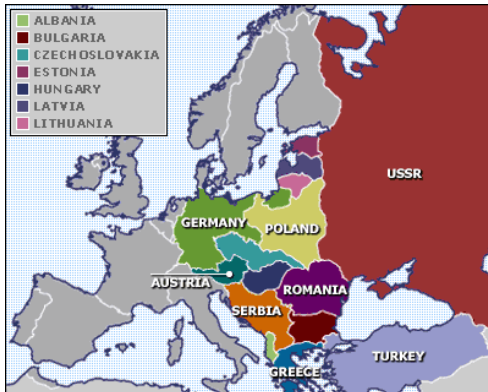 ALBANIA
BULGARIA
CZECHOSLOVAKIA
ESTONIA
HUNGARY
LATVIA
LITHUANIA
USSR
GERMANY
POLAND
AUSTRIA
ROMANIA
SERBIA
TURKEY
GREECE